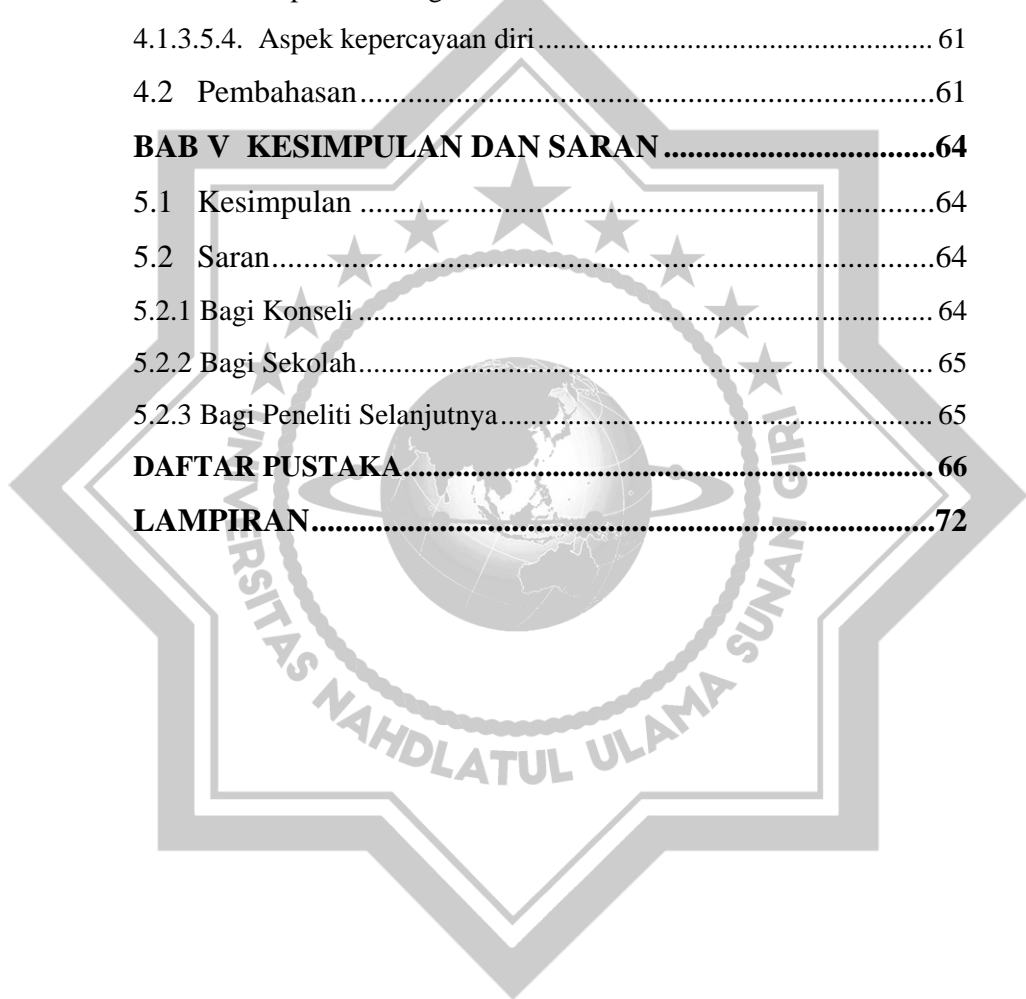 4.1.3.5.4. Aspek kepercayaan diri.................................................... 61
4.2 Pembahasan........................................................................61
BAB V KESIMPULAN DAN SARAN..................................64
5.1 Kesimpulan ........................................................................64
5.2 Saran...................................................................................64
5.2.1 Bagi Konseli............................................................................ 64
5.2.2 Bagi Sekolah............................................................................ 65
5.2.3 Bagi Peneliti Selanjutnya......................................................... 65
DAFTAR PUSTAKA..................................................................... 66
LAMPIRAN..............................................................................72
UNIVERSITAS NAHDLATUL ULAMA SUNAN GIRI